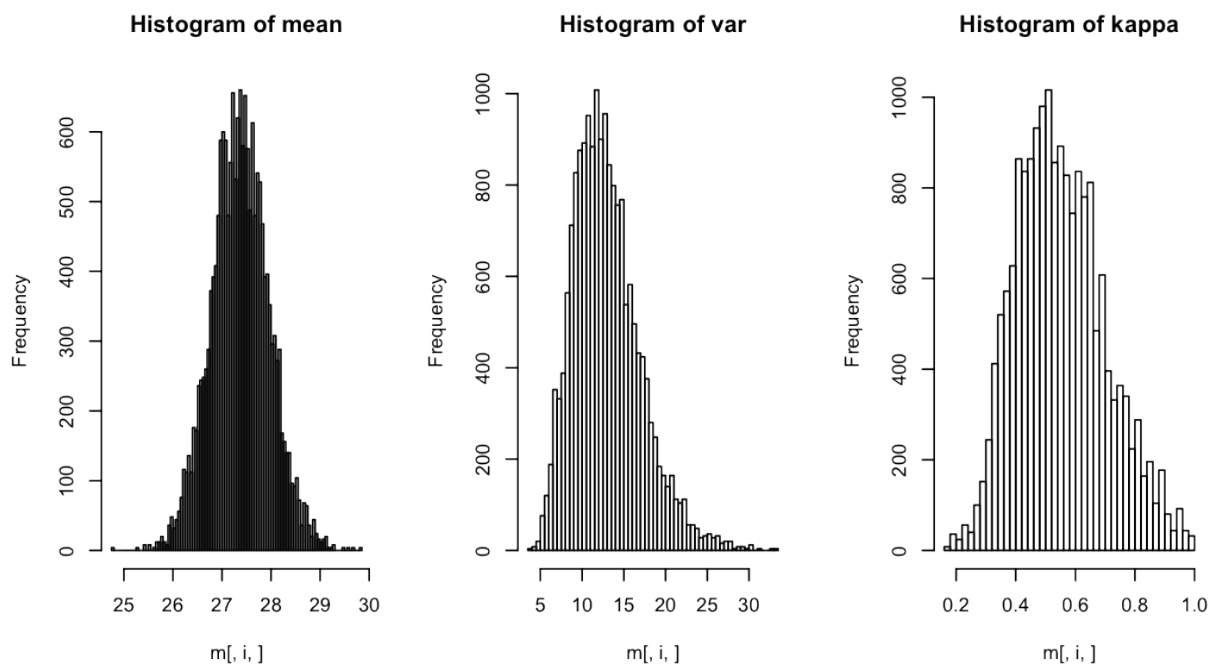 Histogram of mean
Frequency
0 100 200 300 400 500 600
25 26 27 28 29 30
m[, i, ]
Histogram of var
Frequency
0 200 400 600 800 1000
5 10 15 20 25 30
m[, i, ]
Histogram of kappa
Frequency
0 200 400 600 800 1000
0.2 0.4 0.6 0.8 1.0
m[, i, ]